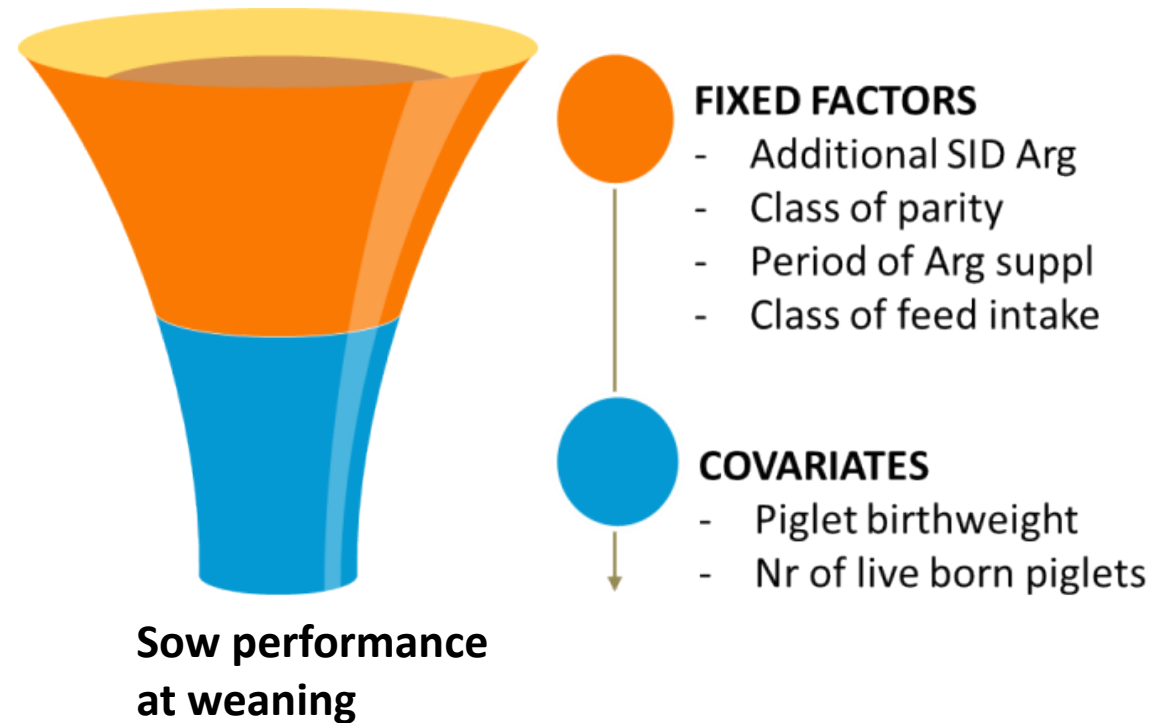 FIXED FACTORS
- Additional SID Arg
- Class of parity
- Period of Arg suppl
- Class of feed intake
COVARIATES
- Piglet birthweight
- Nr of live born piglets
Sow performance
at weaning